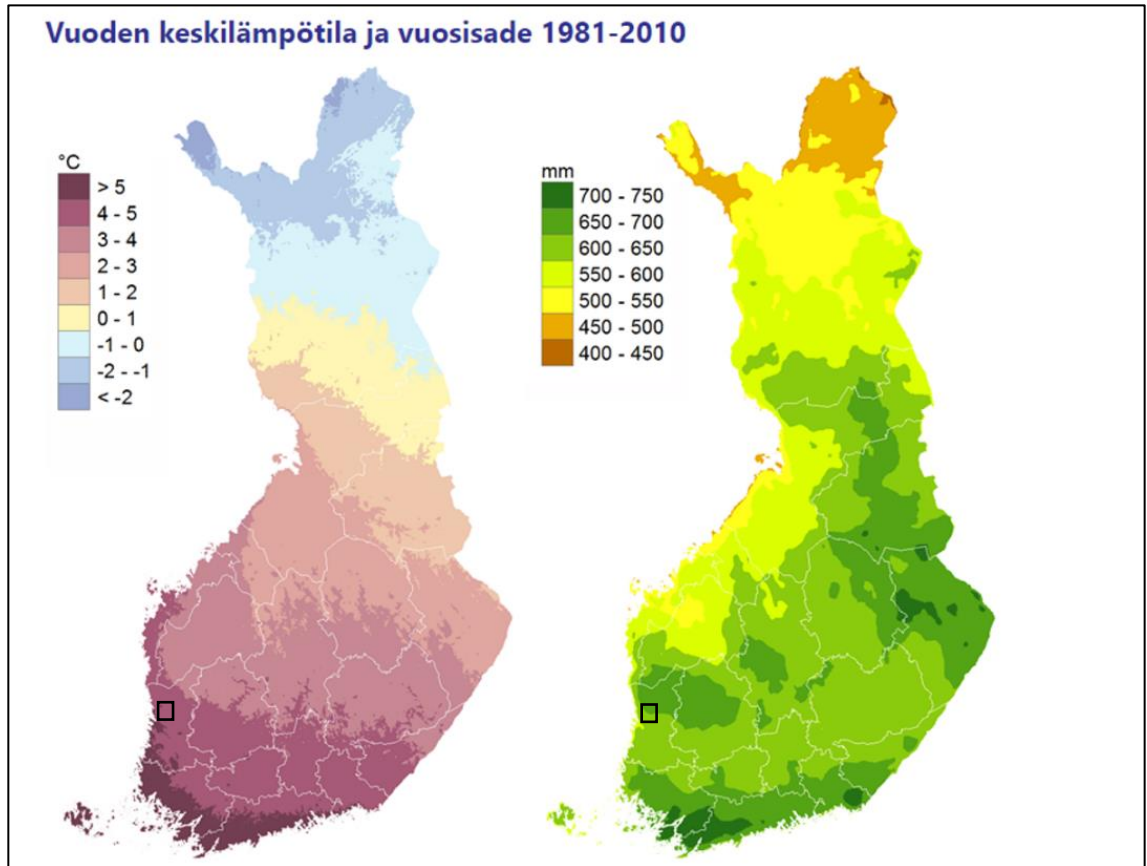 Vuoden keskilämpötila ja vuosisade 1981-2010
°C
> 5
4 - 5
3 - 4
2 - 3
1 - 2
0 - 1
-1 - 0
-2 - -1
< -2
mm
700 - 750
650 - 700
600 - 650
550 - 600
500 - 550
450 - 500
400 - 450